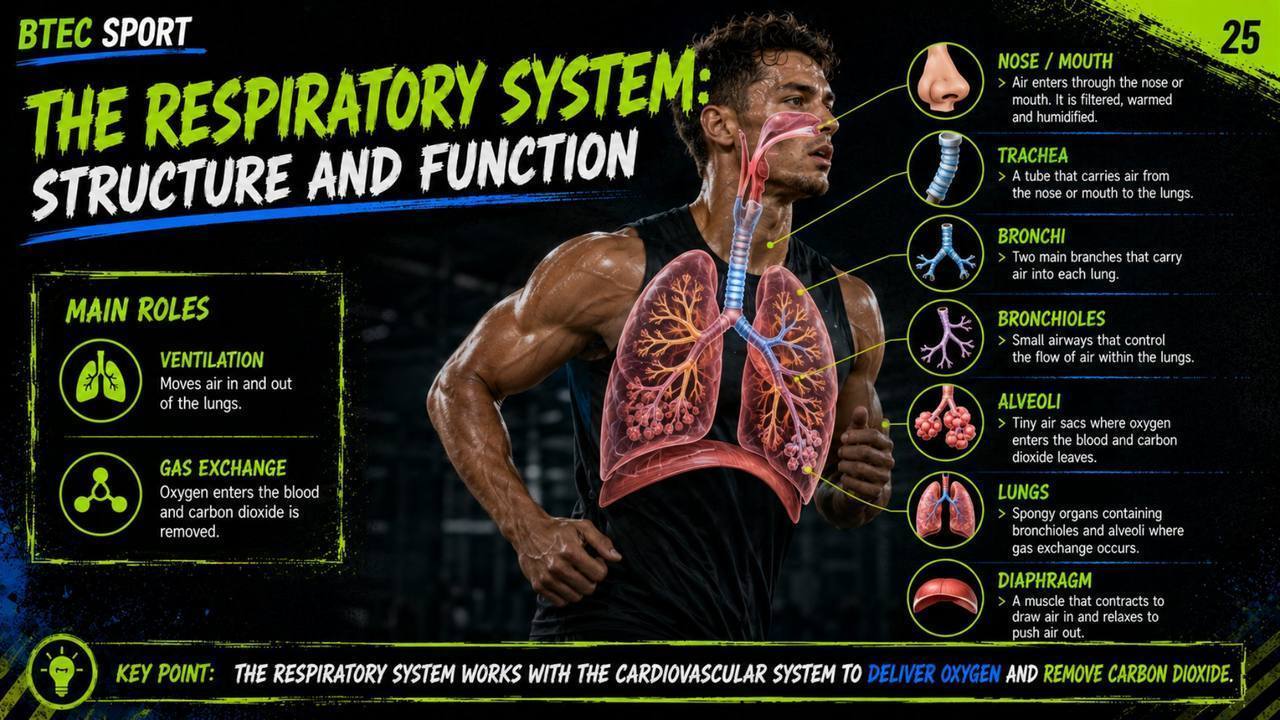 BTEC SPORT
25
THE RESPIRATORY SYSTEM:
STRUCTURE AND FUNCTION
MAIN ROLES
VENTILATION
Moves air in and out
of the lungs.
GAS EXCHANGE
Oxygen enters the blood
and carbon dioxide is
removed.
NOSE / MOUTH
> Air enters through the nose or
mouth. It is filtered, warmed
and humidified.
TRACHEA
> A tube that carries air from
the nose or mouth to the lungs.
BRONCHI
> Two main branches that carry
air into each lung.
BRONCHIOLES
> Small airways that control
the flow of air within the lungs.
ALVEOLI
> Tiny air sacs where oxygen
enters the blood and carbon
dioxide leaves.
LUNGS
> Spongy organs containing
bronchioles and alveoli where
gas exchange occurs.
DIAPHRAGM
> A muscle that contracts to
draw air in and relaxes to
push air out.
KEY POINT: THE RESPIRATORY SYSTEM WORKS WITH THE CARDIOVASCULAR SYSTEM TO DELIVER OXYGEN AND REMOVE CARBON DIOXIDE.